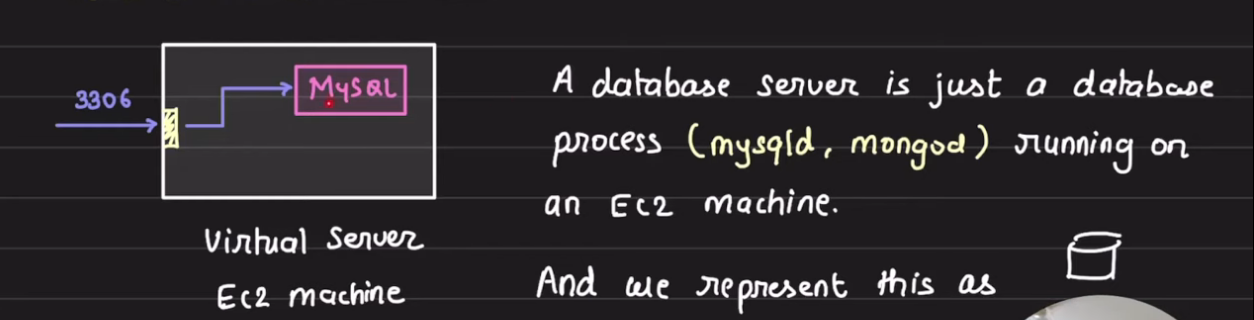 3306
MySQL
Virtual Server
Ec2 machine
A database server is just a database
process (mysqld, mongod) running on
an Ec2 machine.
And we represent this as